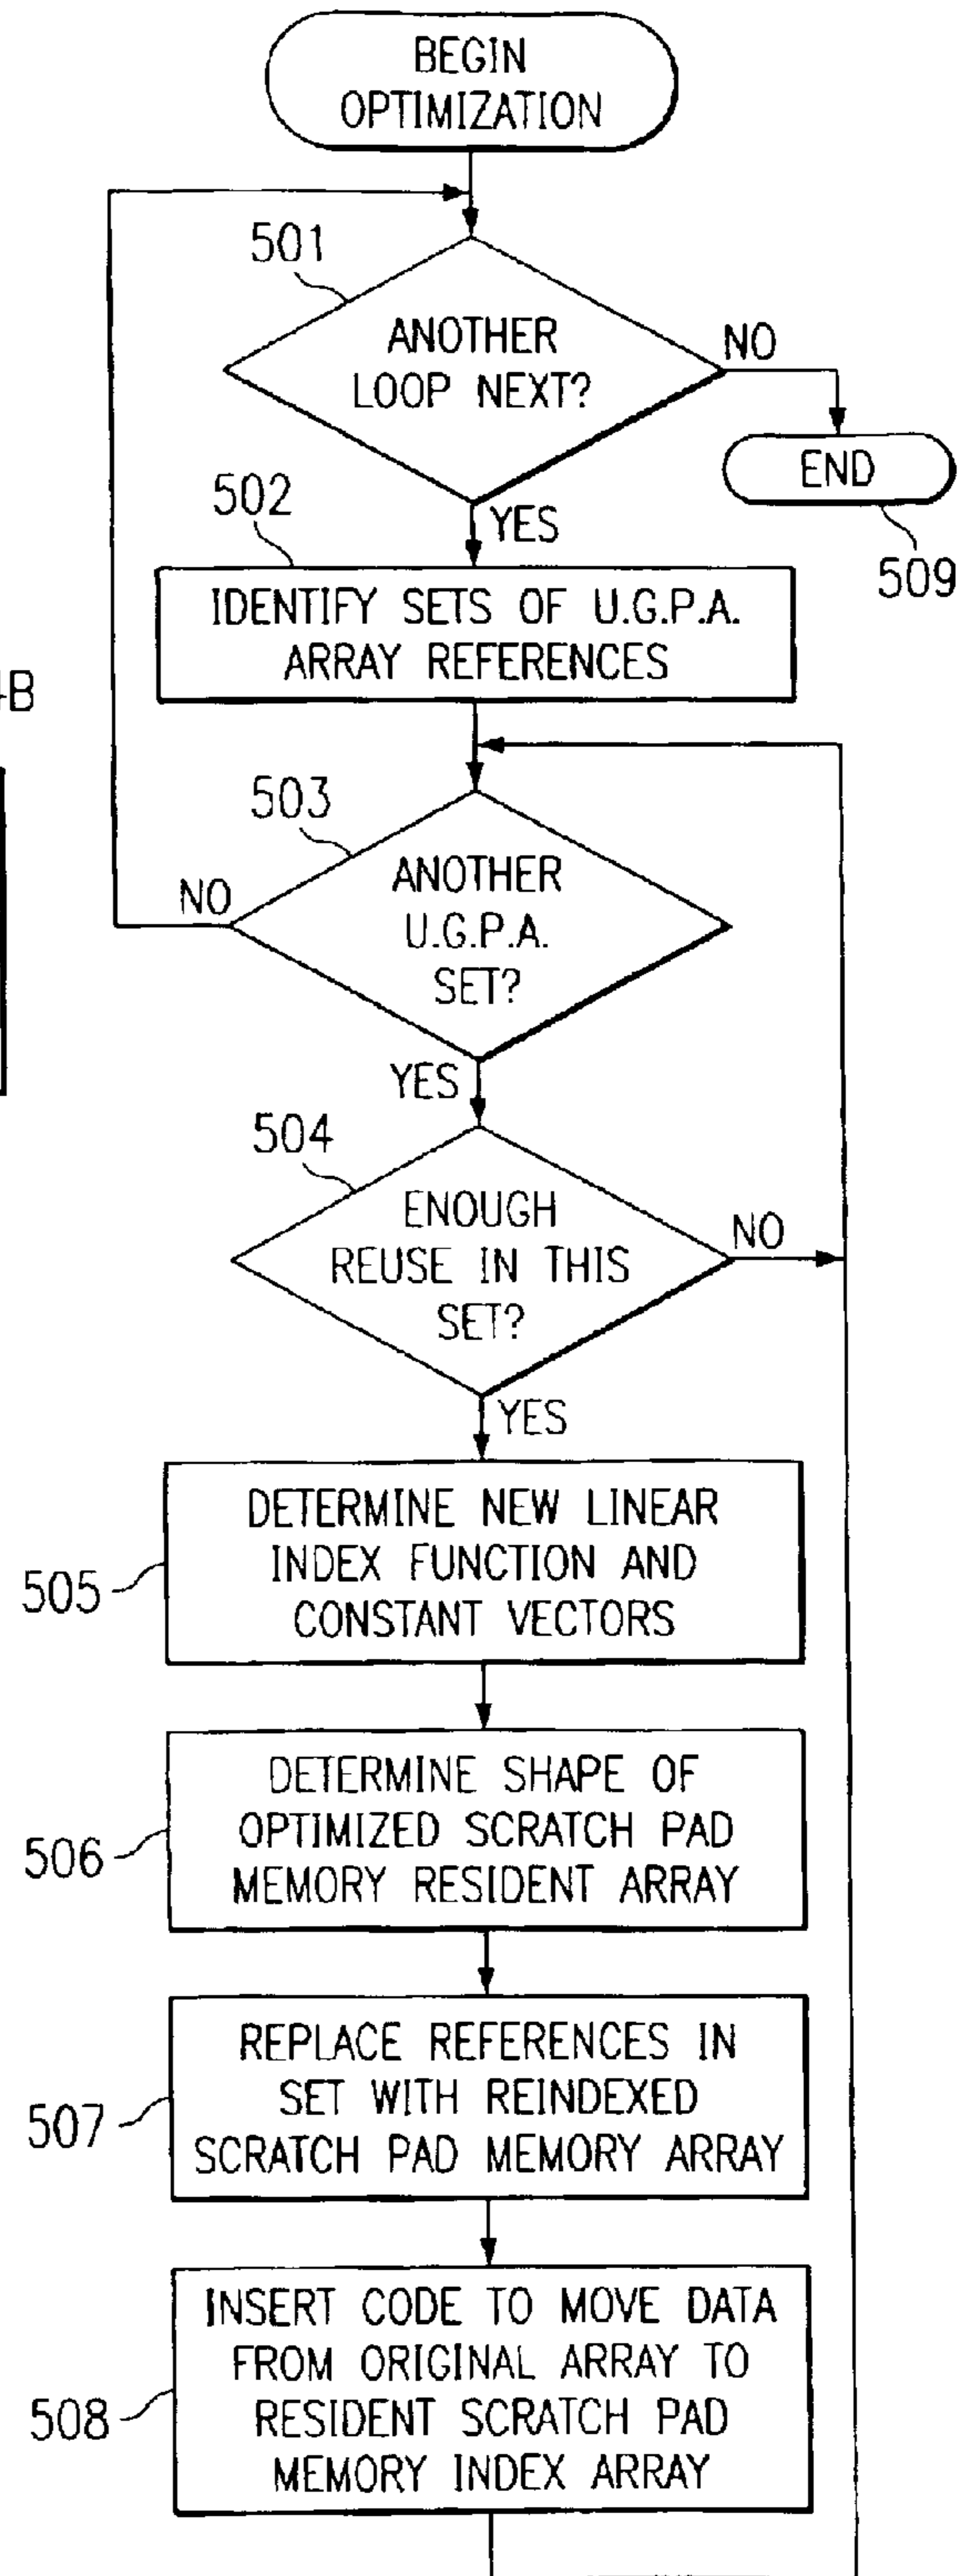 BEGIN
OPTIMIZATION
501
ANOTHER
LOOP NEXT?
NO
END
509
YES
502
IDENTIFY SETS OF U.G.P.A.
ARRAY REFERENCES
4B
503
ANOTHER
U.G.P.A.
SET?
NO
YES
504
ENOUGH
REUSE IN THIS
SET?
NO
YES
505
DETERMINE NEW LINEAR
INDEX FUNCTION AND
CONSTANT VECTORS
506
DETERMINE SHAPE OF
OPTIMIZED SCRATCH PAD
MEMORY RESIDENT ARRAY
507
REPLACE REFERENCES IN
SET WITH REINDEXED
SCRATCH PAD MEMORY ARRAY
508
INSERT CODE TO MOVE DATA
FROM ORIGINAL ARRAY TO
RESIDENT SCRATCH PAD
MEMORY INDEX ARRAY